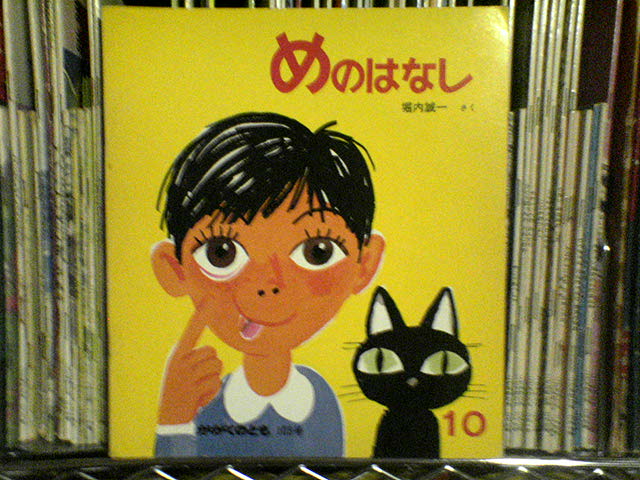 めのはなし
堀内誠一 さく
かがくのとも
10